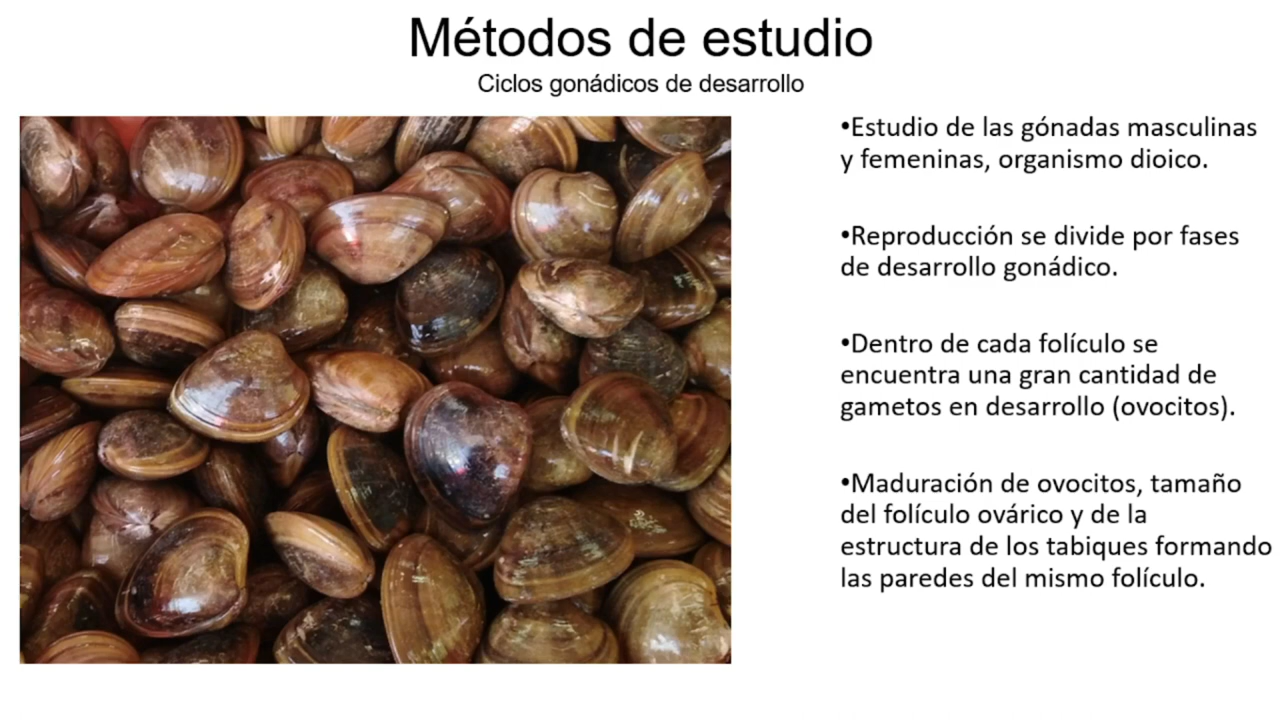 Métodos de estudio
Ciclos gonádicos de desarrollo
•Estudio de las gónadas masculinas
y femeninas, organismo dioico.
•Reproducción se divide por fases
de desarrollo gonádico.
•Dentro de cada folículo se
encuentra una gran cantidad de
gametos en desarrollo (ovocitos).
•Maduración de ovocitos, tamaño
del folículo ovárico y de la
estructura de los tabiques formando
las paredes del mismo folículo.